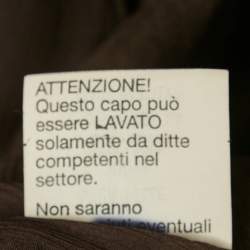 ATTENZIONE!
Questo capo può
essere LAVATO
solamente da ditte
competenti nel
settore.
Non saranno
eventuali